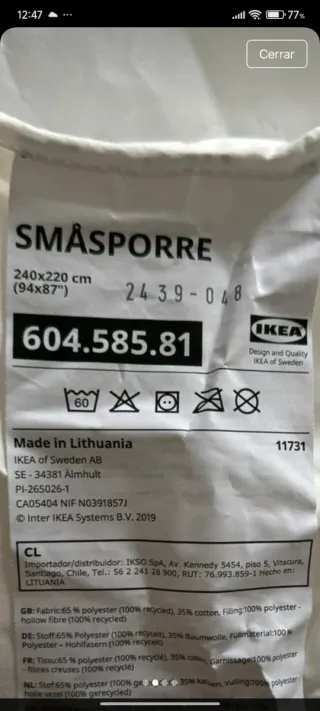 12:47
77%
Cerrar
SMÅSPORRE
240x220 cm
(94x87")
2439-048
604.585.81
IKEA
Design and Quality
IKEA of Sweden
60
Made in Lithuania
11731
IKEA of Sweden AB
SE - 34381 Älmhult
PI-265026-1
CA05404 NIF N0391857J
© Inter IKEA Systems B.V. 2019
CL
Importador/distribuidor: IKSO SpA, Av. Kennedy 5454, piso 5, Vitacura,
Santiago, Chile, Tel.: 56 2 241 28 900, RUT: 76.993.859-1 Hecho en:
LITUANIA
GB: Fabric:65 % polyester (100% recycled), 35% cotton, Filling:100% polyester -
hollow fibre (100% recycled)
DE: Stoff:65% Polyester (100% recycelt), 35% Baumwolle, Füllmaterial:100%
Polyester – Hohlfasern (100% recycelt)
FR: Tissu:65 % polyester (100% recyclé), 35% Garnissage:100% polyester
- fibres creuses (100% recyclé)
NL: Stof:65% polyester (100% 35% Vulling:100% polyester-
holle vezel (100% gerecycled)